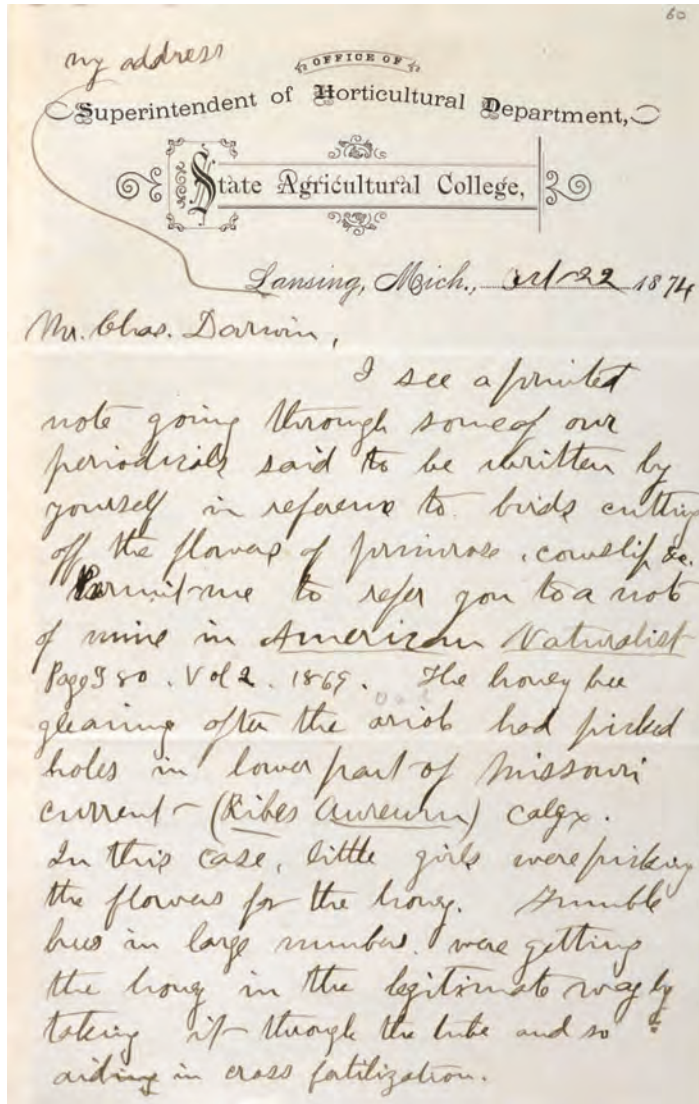 60
my address
OFFICE OF
Superintendent of Horticultural Department,
State Agricultural College,
Lansing, Mich., 22 1874
Mr. Chas. Darwin,
I see a printed
note going through some of our
periodicals said to be written by
yourself in reference to birds cutting
off the flowers of primrose, cowslip &c.
Permit me to refer you to a not
of mine in American Naturalist
Page 380. Vol 2. 1869. The honey bee
gleaning after the oriole had picked
holes in lower part of Missouri
current (Ribes Aureum) calyx.
In this case, little girls were picking
the flowers for the honey. Humble
bees in large numbers were getting
the honey in the legitimate way by
taking it through the tube and so
aiding in cross fertilization.